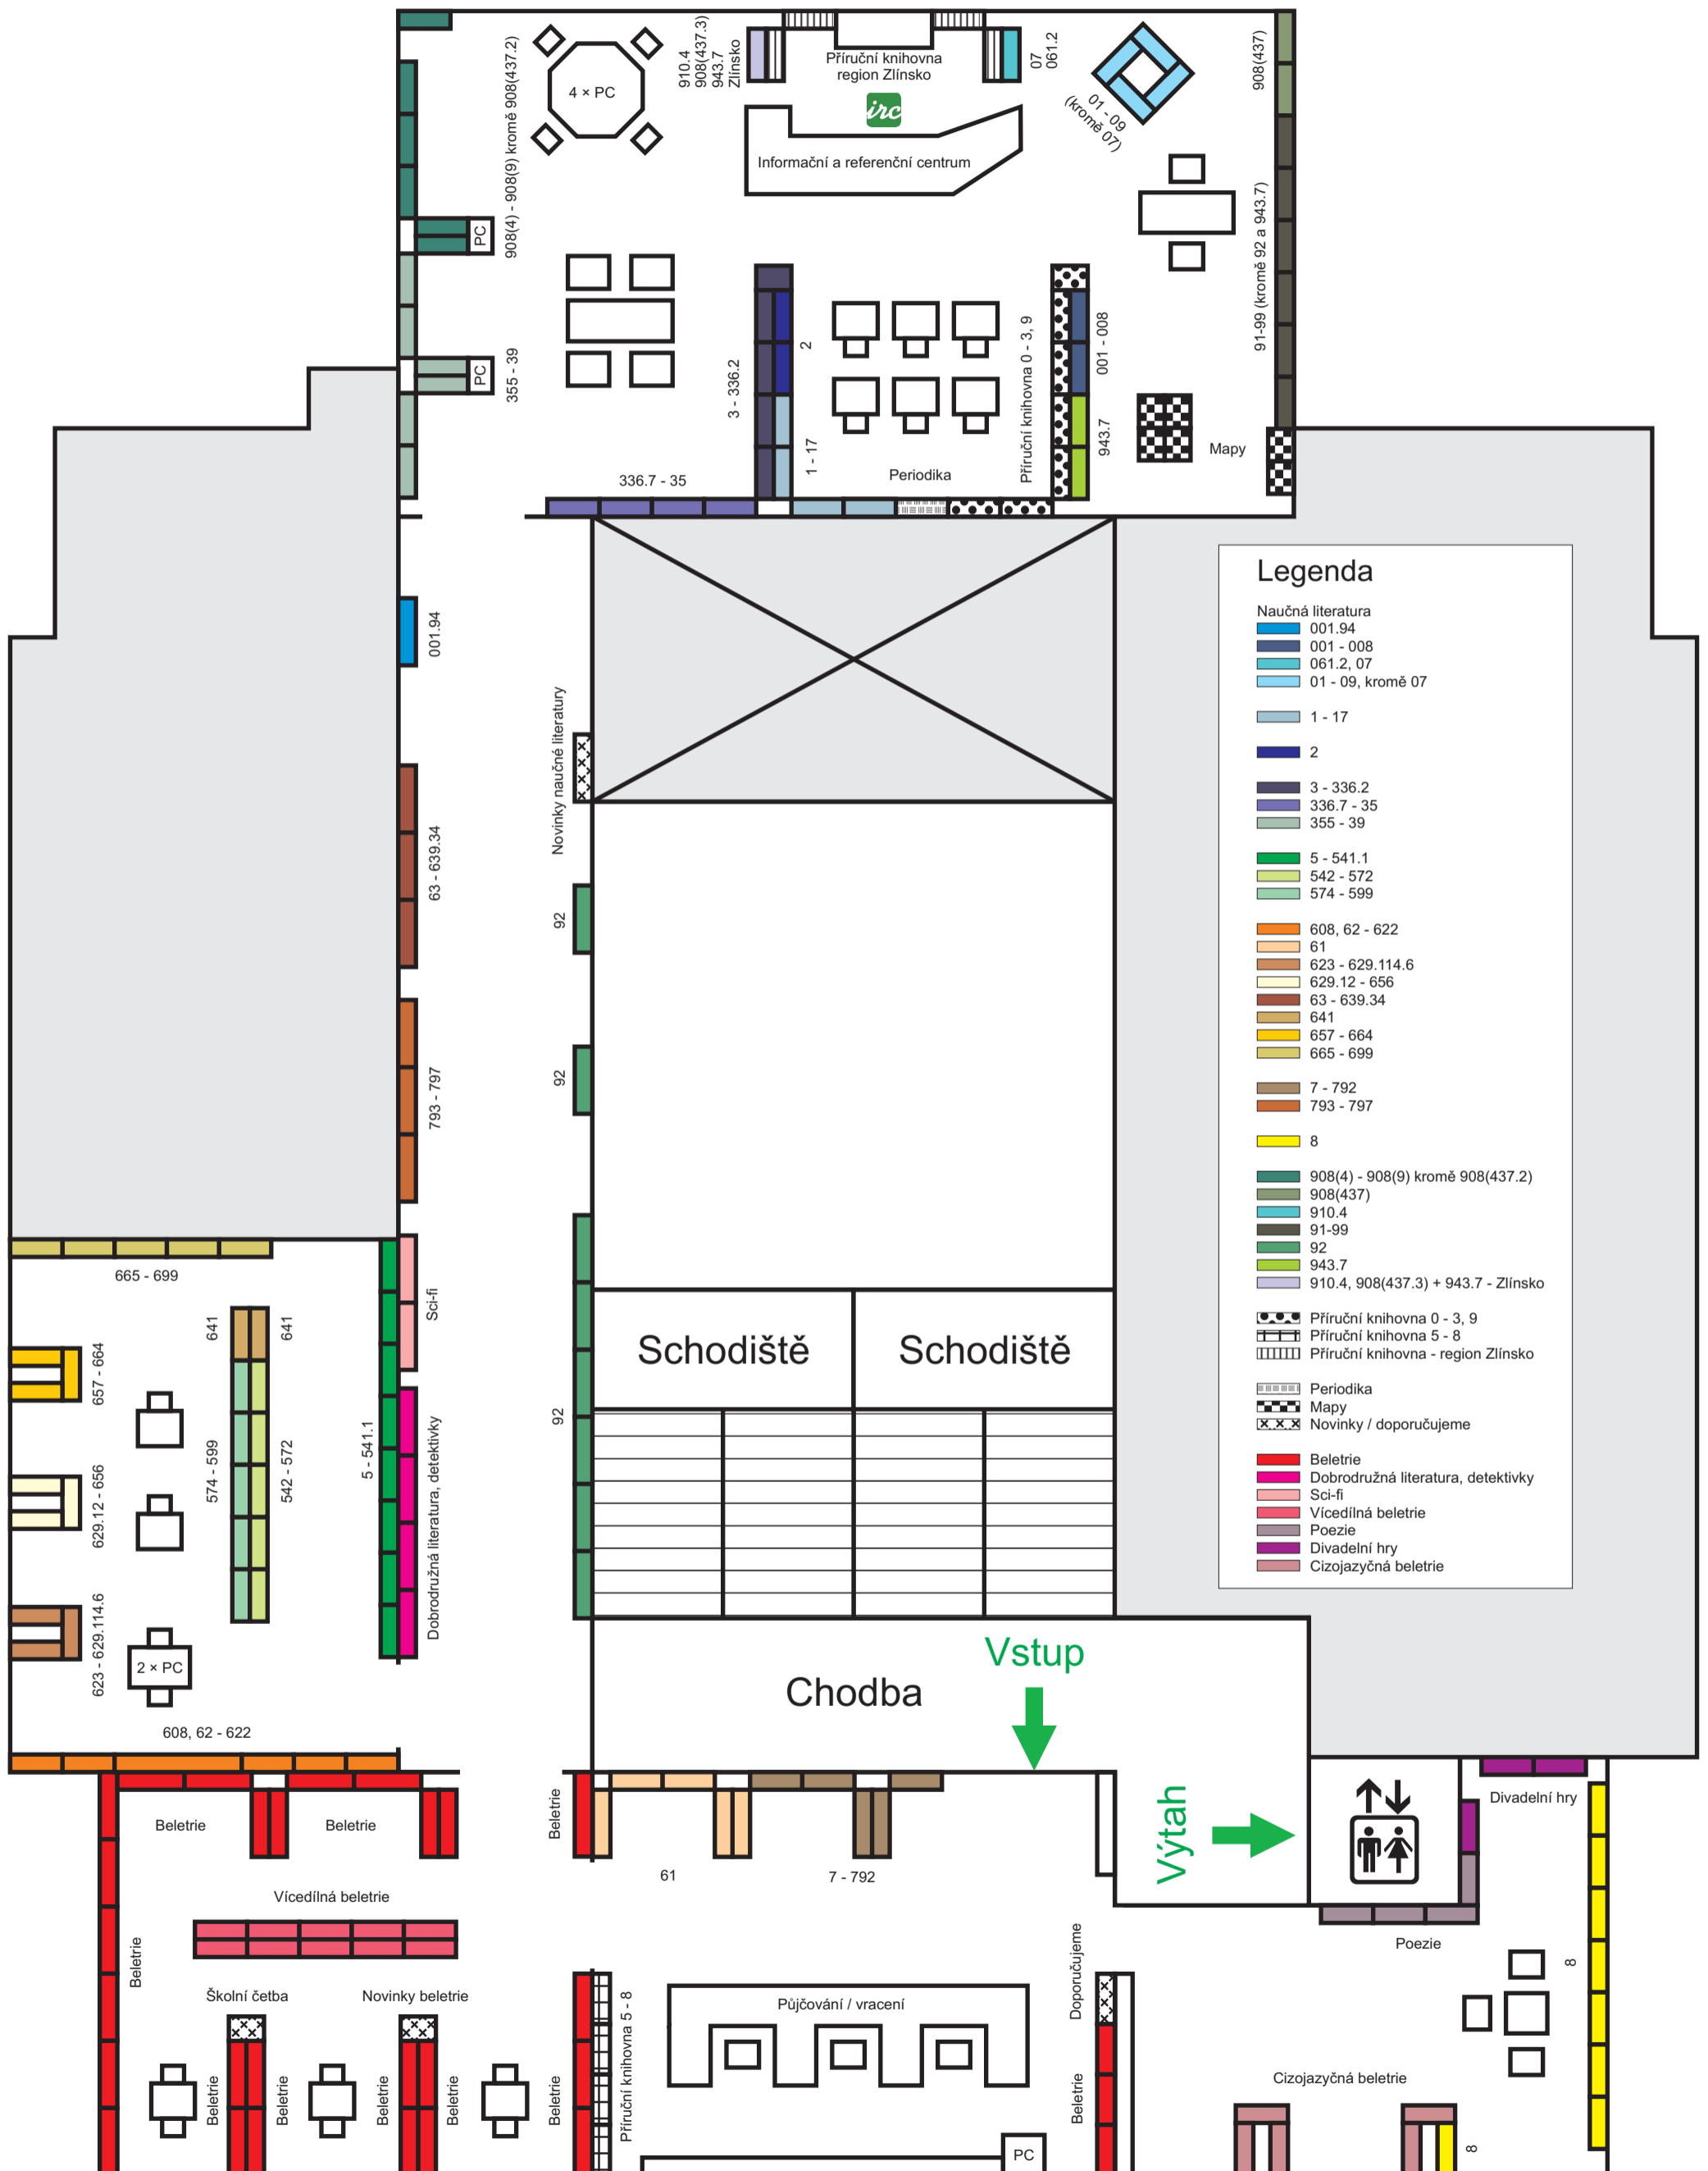 908(4) - 908(9) kromě 908(437.2)
4 × PC
910.4
908(437.3)
943.7
Zlínsko
Příruční knihovna
region Zlínsko
irc
Informační a referenční centrum
07
061.2
01 - 09
(kromě 07)
908(437)
91-99 (kromě 92 a 943.7)
PC
PC
355 - 39
3 - 336.2
2
1 - 17
336.7 - 35
Periodika
Příruční knihovna 0 - 3, 9
001 - 008
943.7
Mapy
001.94
Novinky naučné literatury
63 - 639.34
92
92
793 - 797
92
Legenda
Naučná literatura
001.94
001 - 008
061.2, 07
01 - 09, kromě 07
1 - 17
2
3 - 336.2
336.7 - 35
355 - 39
5 - 541.1
542 - 572
574 - 599
608, 62 - 622
61
623 - 629.114.6
629.12 - 656
63 - 639.34
641
657 - 664
665 - 699
7 - 792
793 - 797
8
908(4) - 908(9) kromě 908(437.2)
908(437)
910.4
91-99
92
943.7
910.4, 908(437.3) + 943.7 - Zlínsko
Příruční knihovna 0 - 3, 9
Příruční knihovna 5 - 8
Příruční knihovna - region Zlínsko
Periodika
Mapy
Novinky / doporučujeme
Beletrie
Dobrodružná literatura, detektivky
Sci-fi
Vícedílná beletrie
Poezie
Divadelní hry
Cizojazyčná beletrie
665 - 699
641
641
Sci-fi
657 - 664
629.12 - 656
623 - 629.114.6
574 - 599
542 - 572
5 - 541.1
Dobrodružná literatura, detektivky
2 × PC
608, 62 - 622
Schodiště
Schodiště
Chodba
Vstup
Výtah
Beletrie
Beletrie
Beletrie
61
7 - 792
Divadelní hry
Vícedílná beletrie
Beletrie
Poezie
8
Školní četba
Novinky beletrie
Beletrie
Beletrie
Beletrie
Beletrie
Beletrie
Příruční knihovna 5 - 8
Půjčování / vracení
PC
Doporučujeme
Beletrie
Cizojazyčná beletrie
8